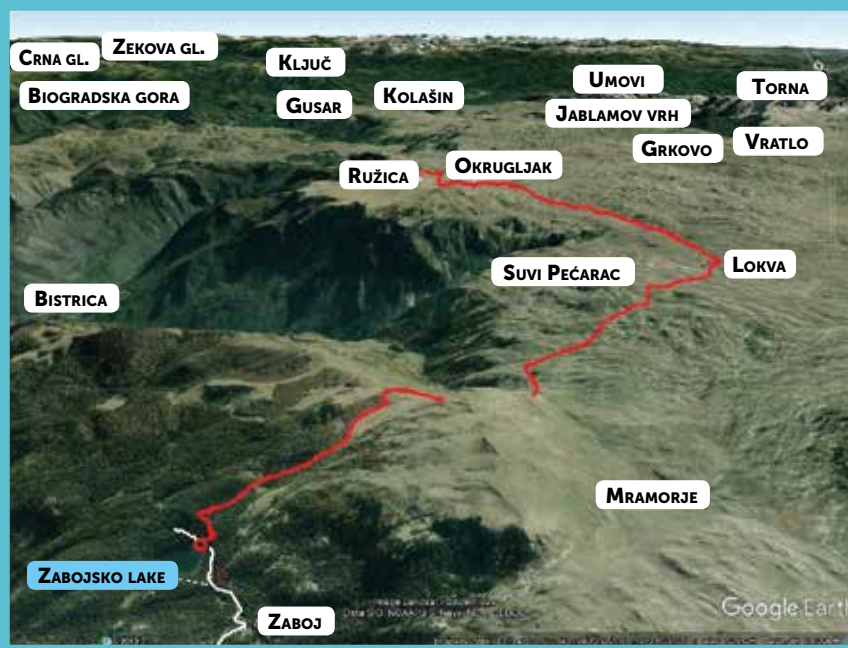 Crna gl.
Zekova gl.
Ključ
Umovi
Torna
Biogradska gora
Gusar
Kolašin
Jablamov vrh
Grkovo
Vratlo
Ružica
Okrugljak
Suvi Pećarac
Lokva
Bistrica
Mramorje
Zabojsko lake
Zaboj
Google Earth